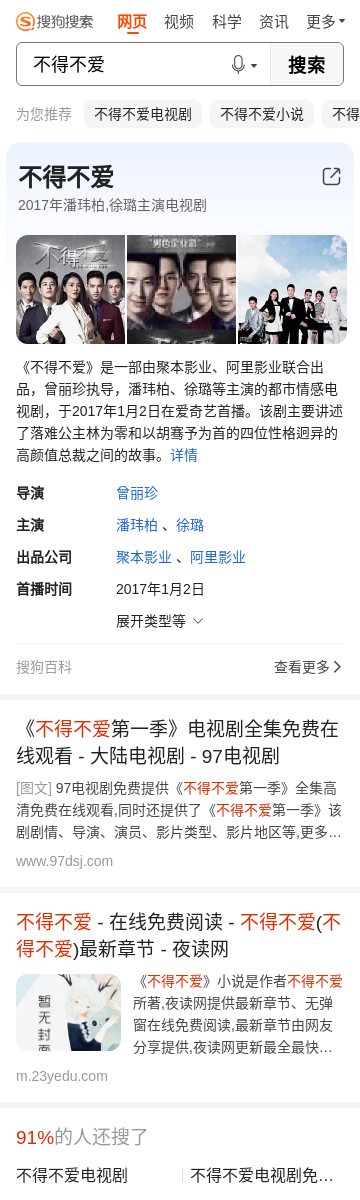 搜狗搜索 网页 视频 科学 资讯 更多
不得不爱 搜索
为您推荐 不得不爱电视剧 不得不爱小说 不得
不得不爱
2017年潘玮柏,徐璐主演电视剧
不得不爱
《不得不爱》是一部由聚本影业、阿里影业联合出
品，曾丽珍执导，潘玮柏、徐璐等主演的都市情感电
视剧，于2017年1月2日在爱奇艺首播。该剧主要讲述
了落难公主林为零和以胡骞予为首的四位性格迥异的
高颜值总裁之间的故事。详情
导演 曾丽珍
主演 潘玮柏 、徐璐
出品公司 聚本影业 、阿里影业
首播时间 2017年1月2日
展开类型等
搜狗百科 查看更多
《不得不爱第一季》电视剧全集免费在
线观看 - 大陆电视剧 - 97电视剧
[图文] 97电视剧免费提供《不得不爱第一季》全集高
清免费在线观看,同时还提供了《不得不爱第一季》该
剧剧情、导演、演员、影片类型、影片地区等,更多…
www.97dsj.com
不得不爱 - 在线免费阅读 - 不得不爱(不
得不爱)最新章节 - 夜读网
暂无封面
《不得不爱》小说是作者不得不爱
所著,夜读网提供最新章节、无弹
窗在线免费阅读,最新章节由网友
分享提供,夜读网更新最全最快…
m.23yedu.com
91%的人还搜了
不得不爱电视剧 不得不爱电视剧免…